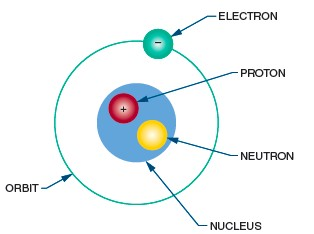 ELECTRON
−
PROTON
+
NEUTRON
ORBIT
NUCLEUS